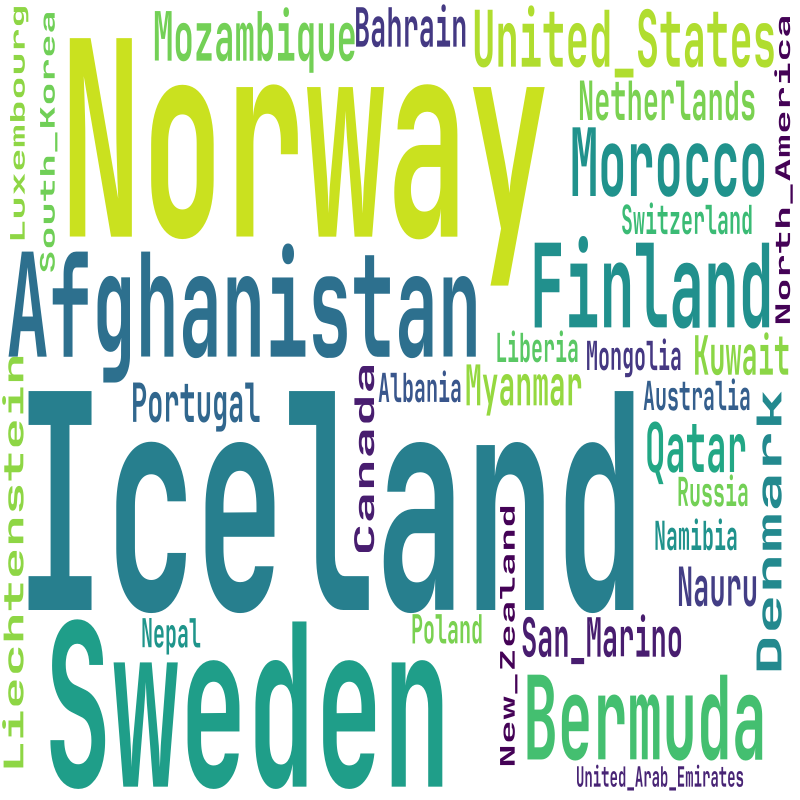 Luxembourg
South_Korea
Mozambique
Bahrain
United_States
North_America
Norway
Netherlands
Morocco
Switzerland
Afghanistan
Finland
Liberia
Mongolia
Kuwait
Liechtenstein
Portugal
Canada
Albania
Myanmar
Australia
Iceland
Qatar
Denmark
Russia
Namibia
Nauru
New_Zealand
Nepal
Poland
San_Marino
Sweden
Bermuda
United_Arab_Emirates